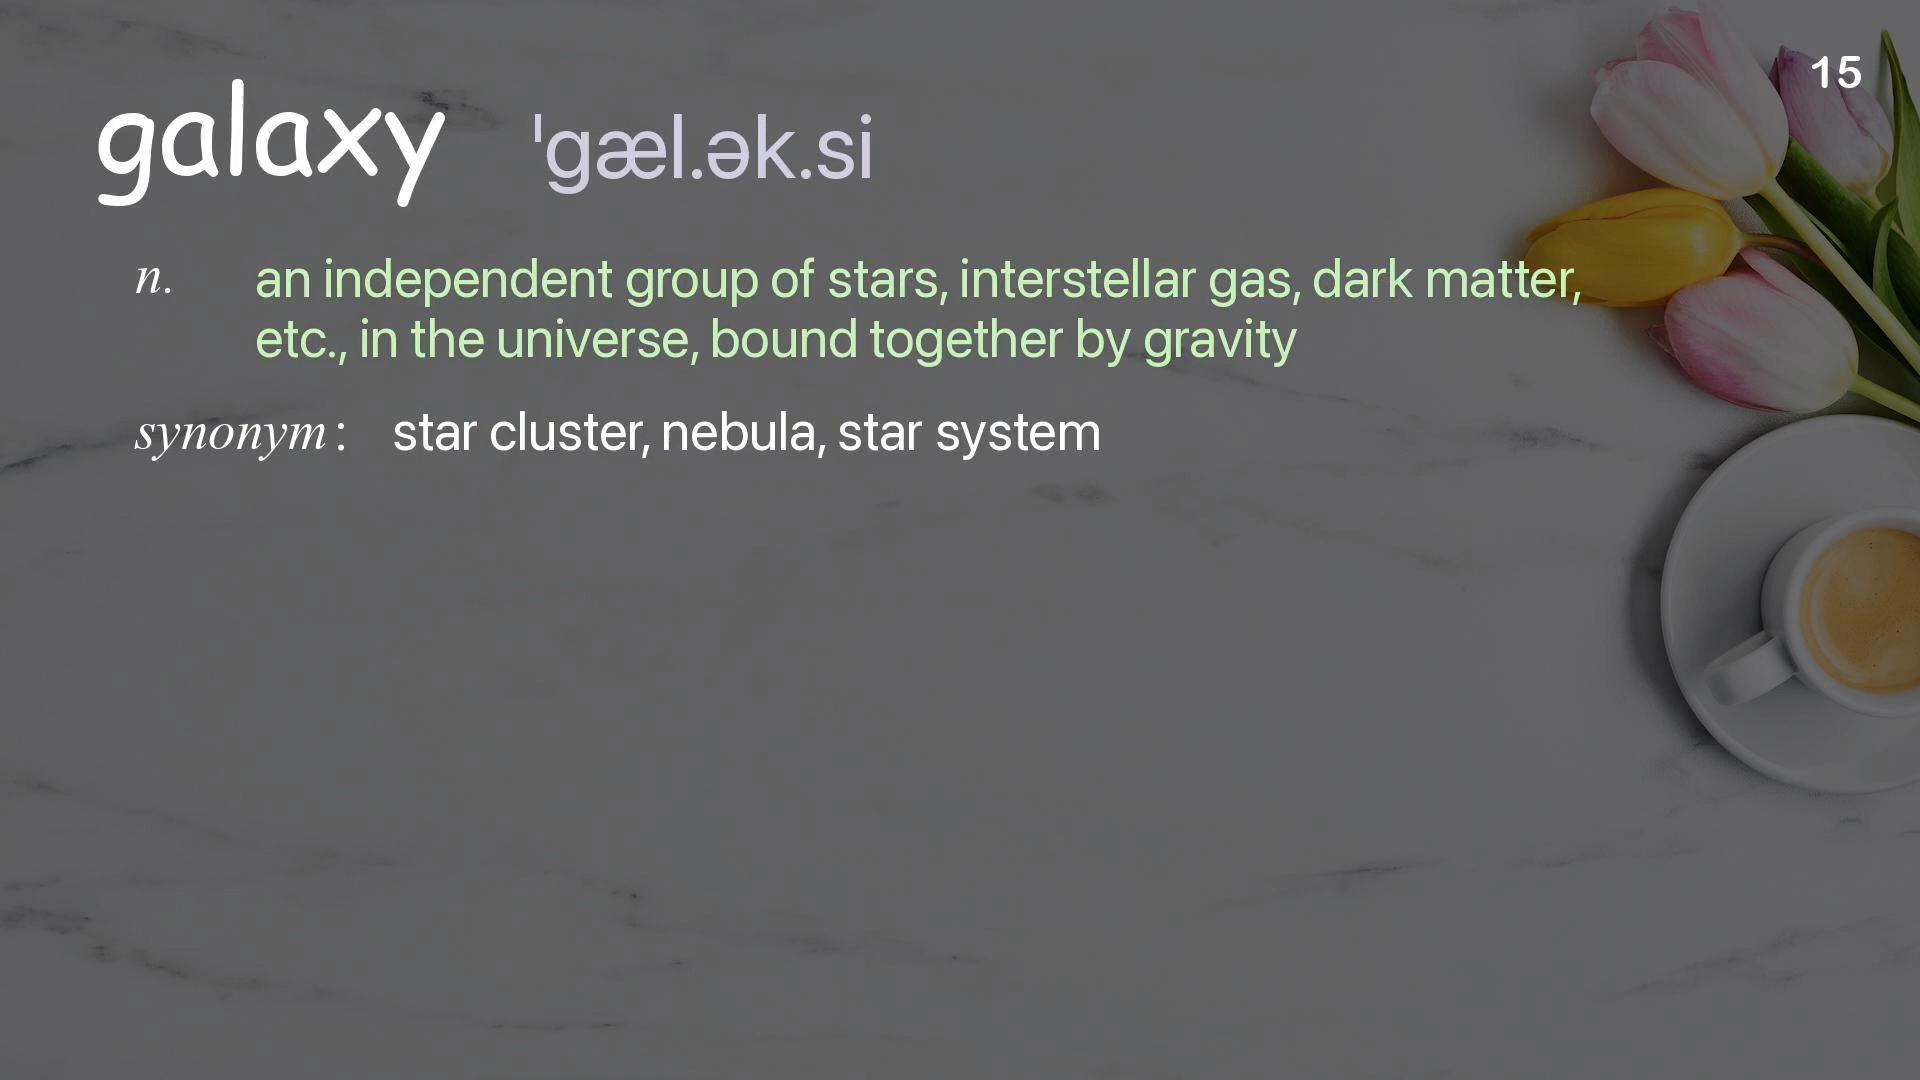 15
galaxy ˈgæl.ək.si
n. an independent group of stars, interstellar gas, dark matter,
etc., in the universe, bound together by gravity
synonym: star cluster, nebula, star system